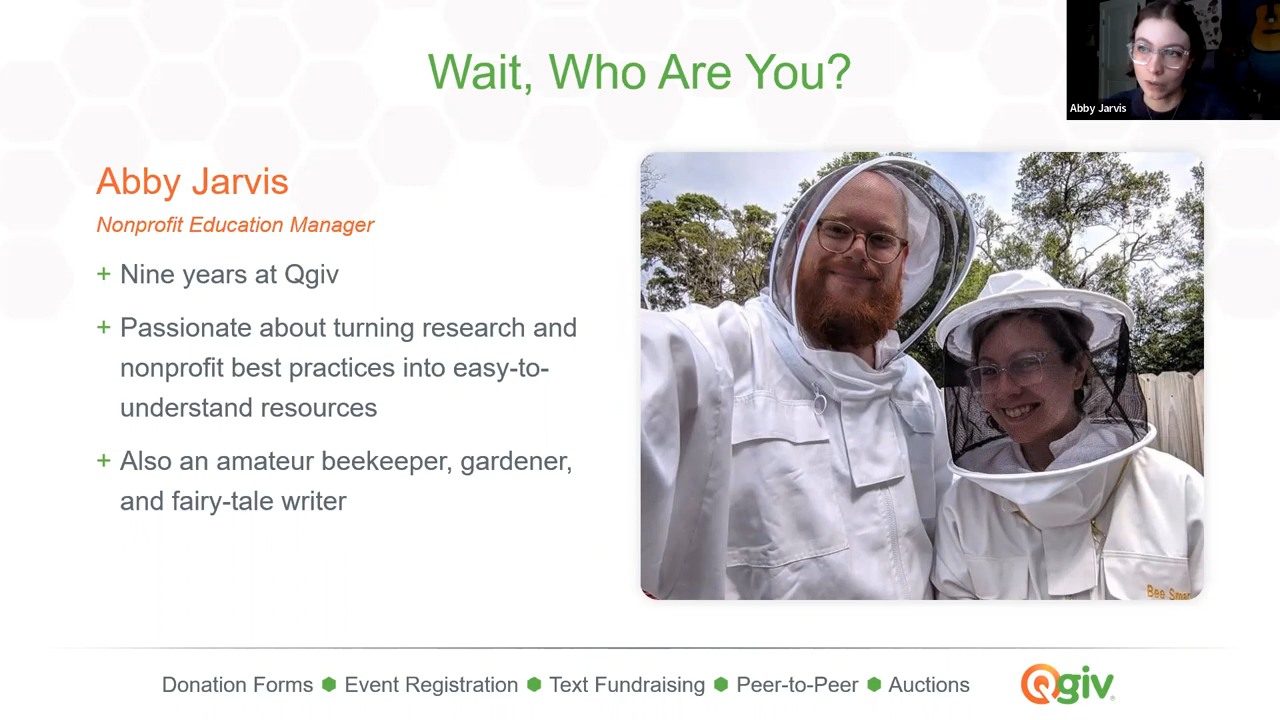 Wait, Who Are You?
Abby Jarvis
Abby Jarvis
Nonprofit Education Manager
+ Nine years at Qgiv
+ Passionate about turning research and
nonprofit best practices into easy-to-
understand resources
+ Also an amateur beekeeper, gardener,
and fairy-tale writer
Bee
Donation Forms ⬢ Event Registration ⬢ Text Fundraising ⬢ Peer-to-Peer ⬢ Auctions
Qgiv